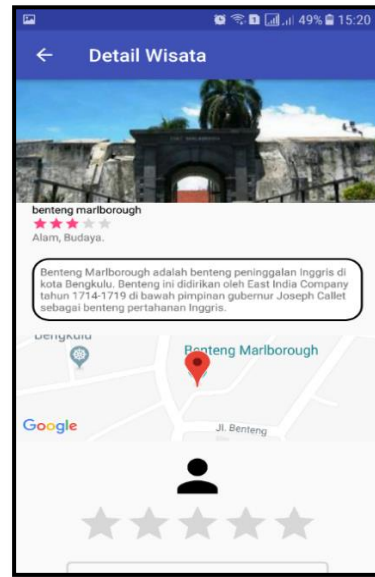 49% 15:20
Detail Wisata
benteng marlborough
Alam, Budaya.
Benteng Marlborough adalah benteng peninggalan Inggris di
kota Bengkulu. Benteng ini didirikan oleh East India Company
tahun 1714-1719 di bawah pimpinan gubernur Joseph Callet
sebagai benteng pertahanan Inggris.
Bengkulu
Benteng Marlborough
Google
Jl. Benteng